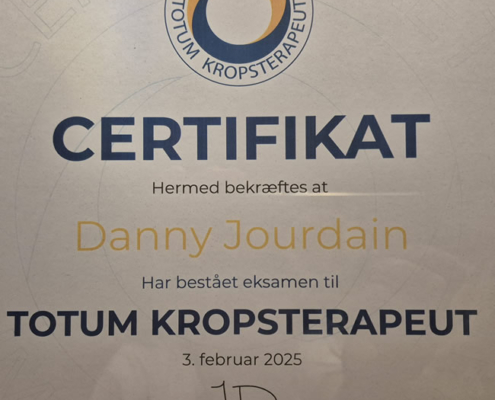 TOTUM KROPSTERAPEUT
CERTIFIKAT
Hermed bekræftes at
Danny Jourdain
Har bestået eksamen til
TOTUM KROPSTERAPEUT
3. februar 2025